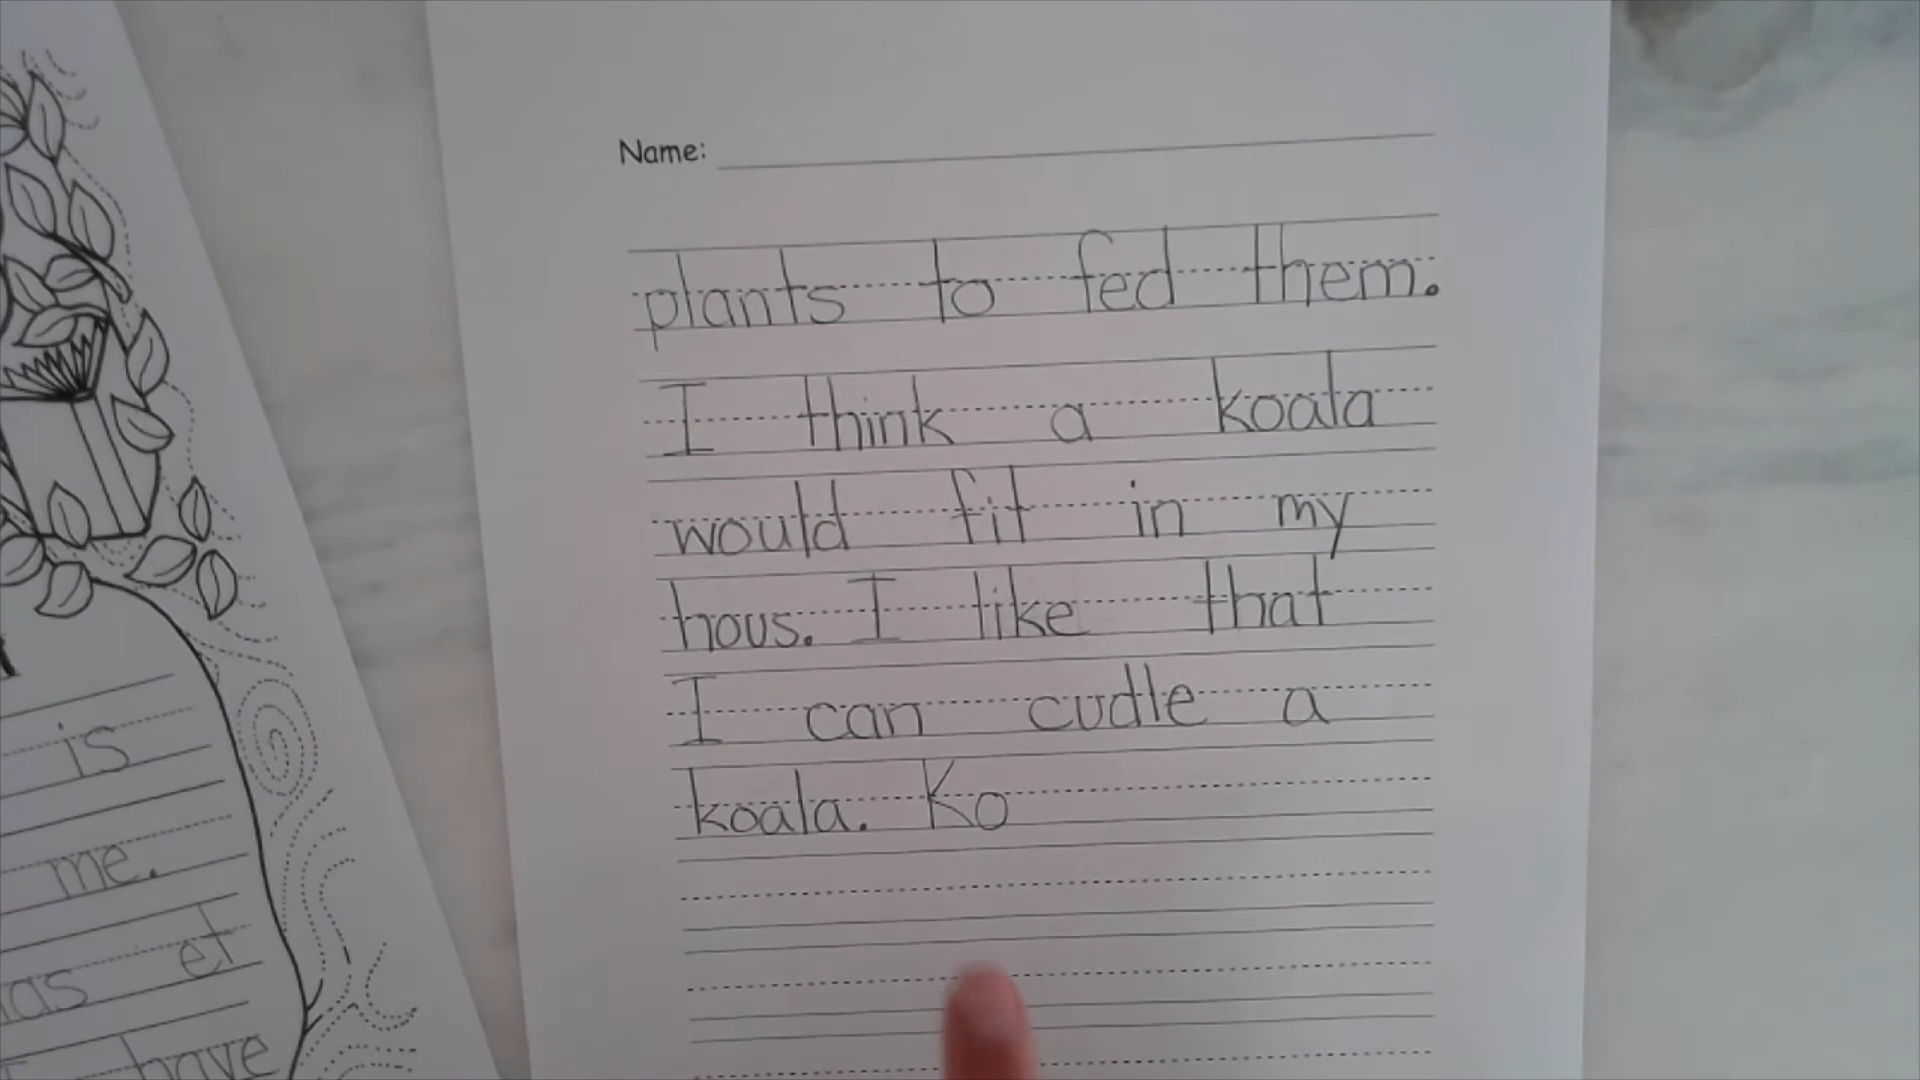 Name:
plants to fed them.
I think a koala
would fit in my
hous. I like that
I can cudle a
koala. Ko
is
me.
as et
have